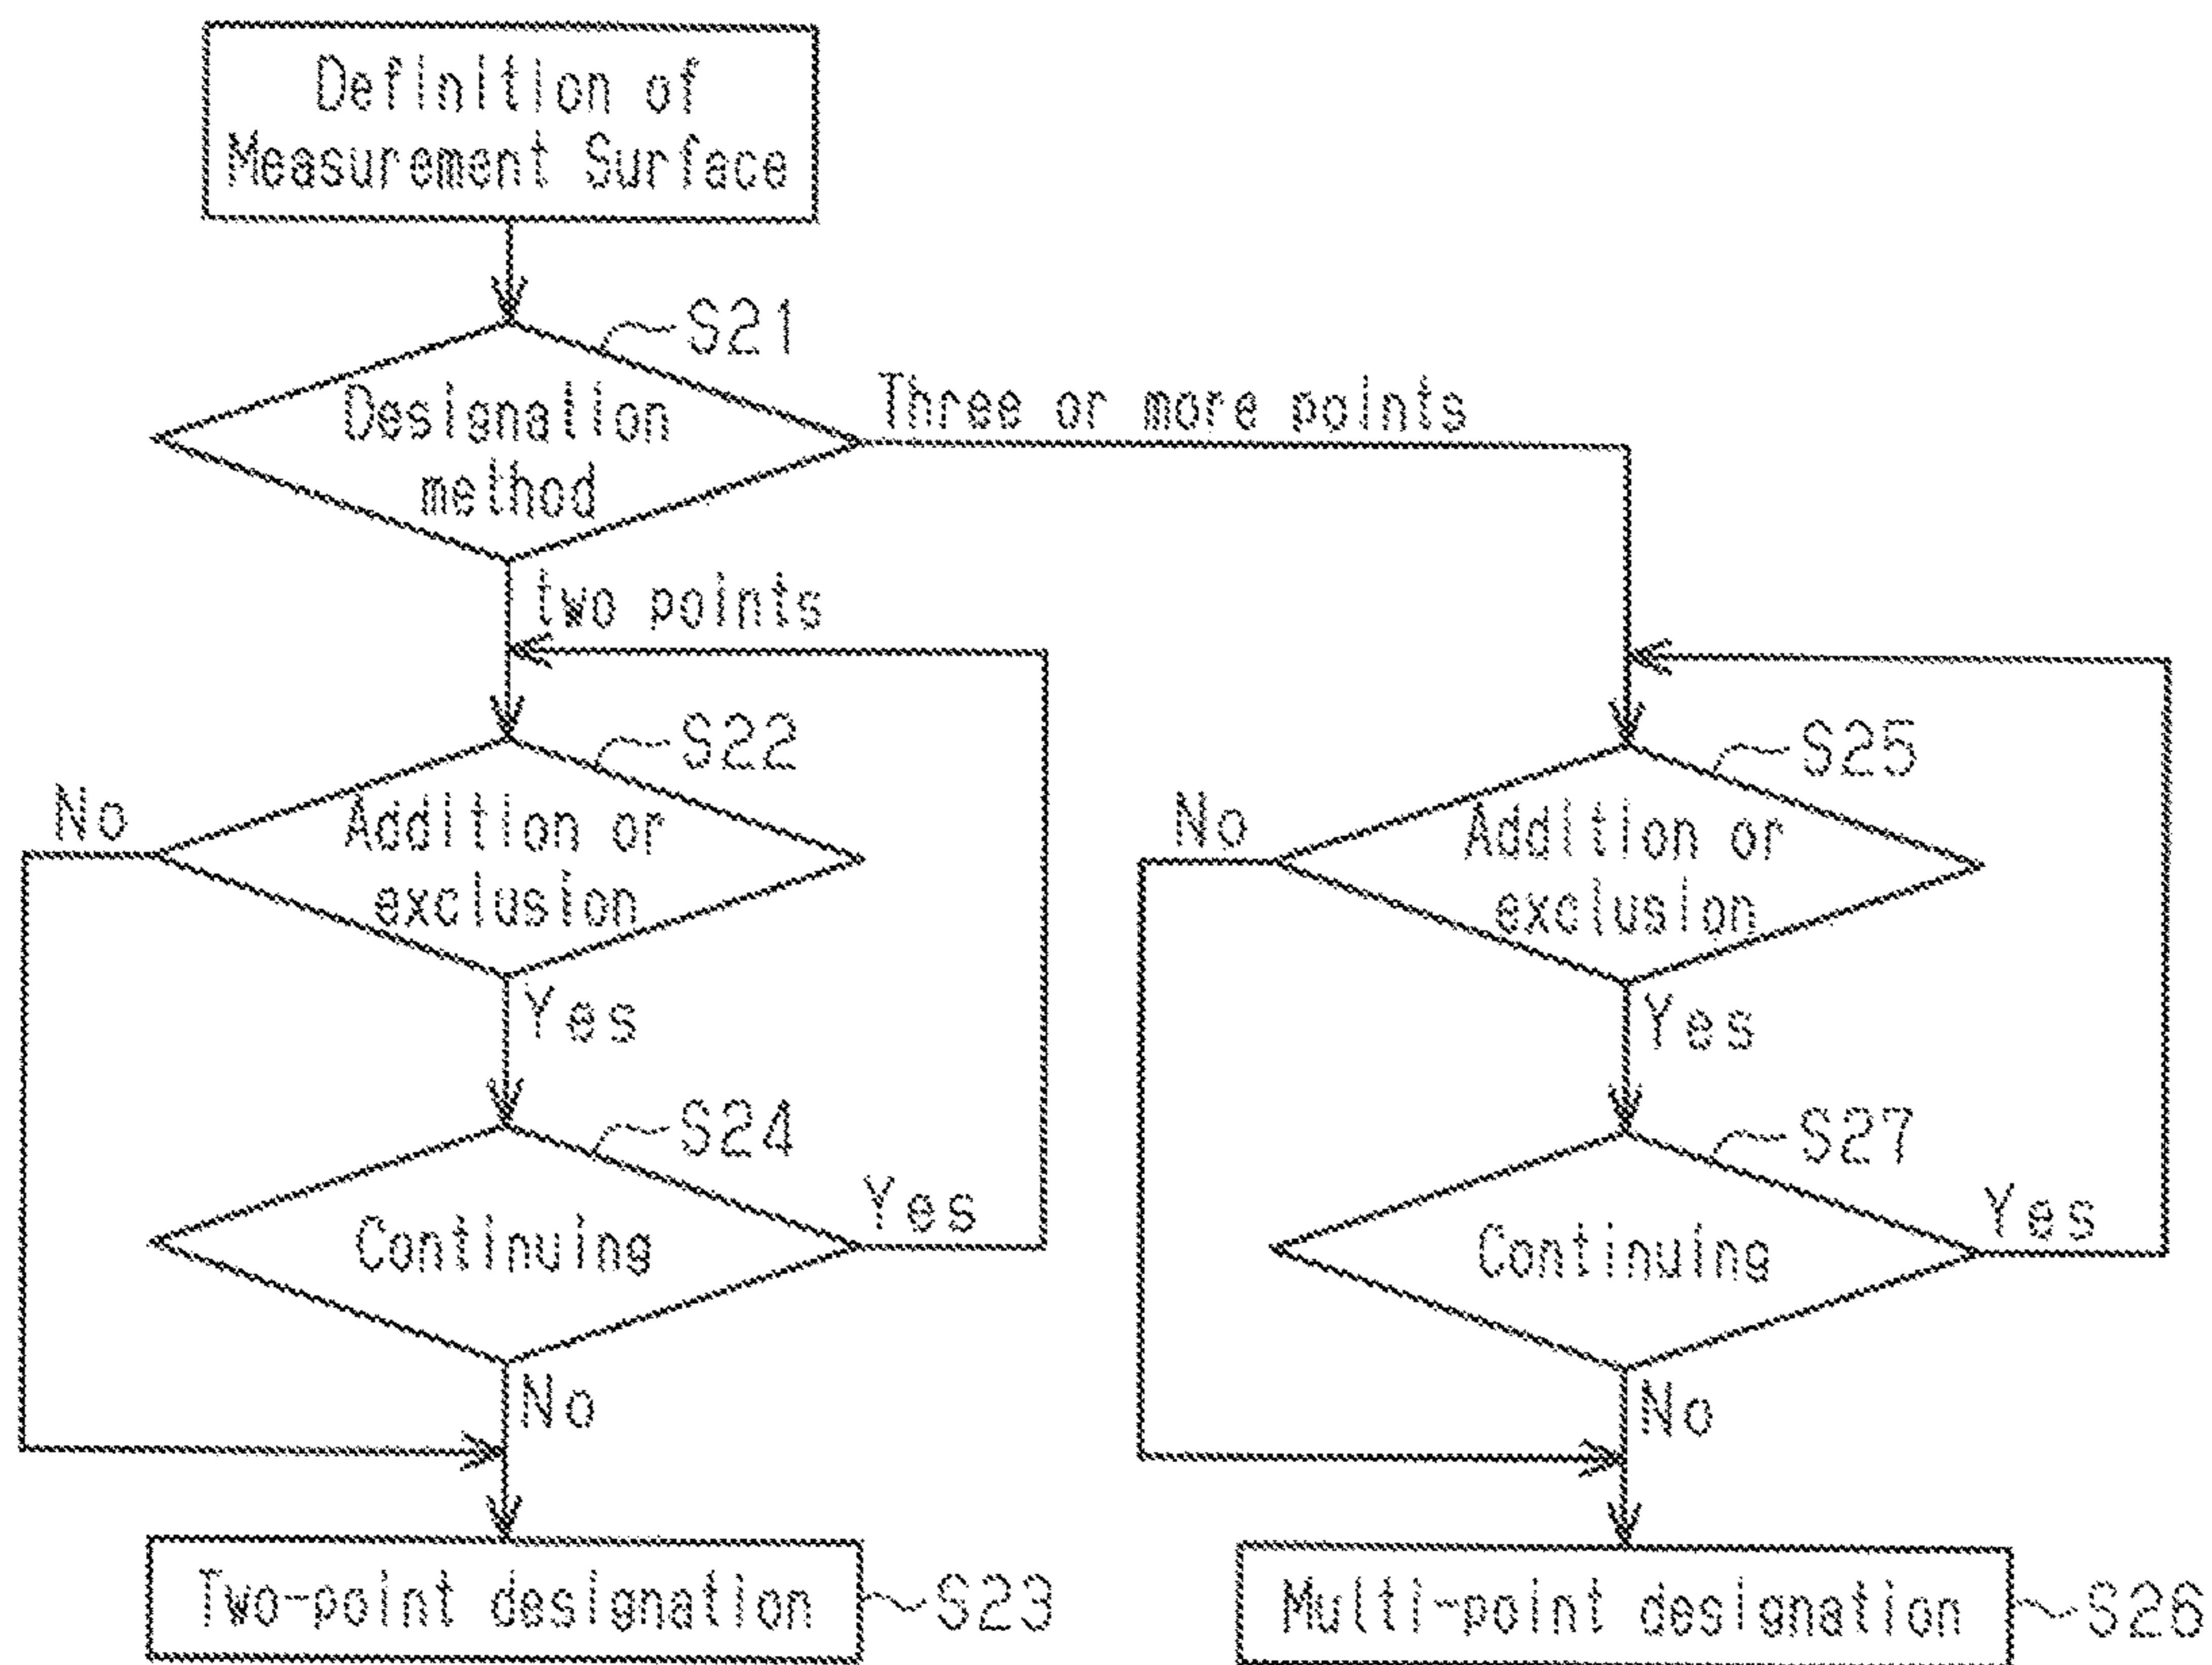 Definition of
Measurement Surface
S21
Designation
method
Three or more points
two points
S22
No
Addition or
exclusion
Yes
S24
Continuing
Yes
No
Two-point designation
S23
S25
No
Addition or
exclusion
Yes
S27
Continuing
Yes
No
Multi-point designation
S26